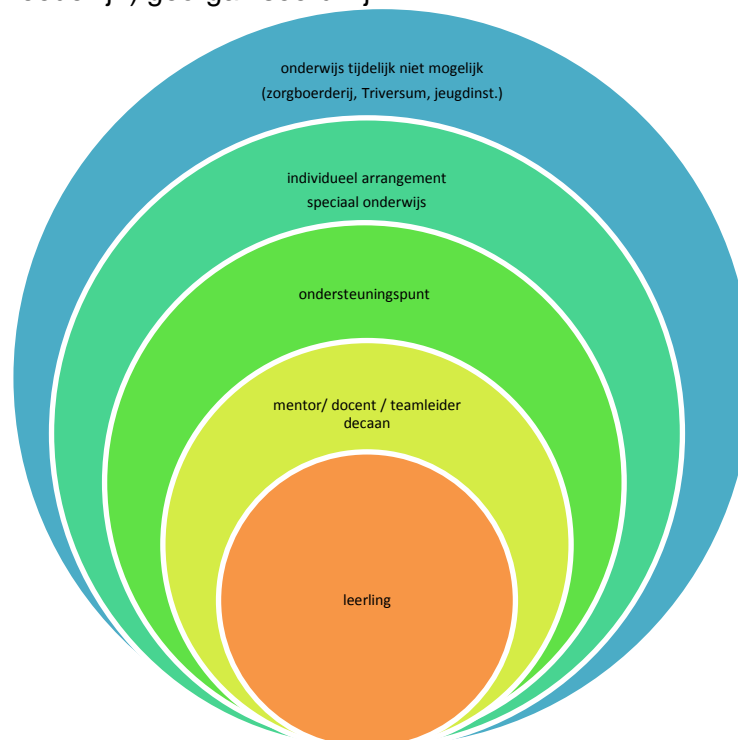 onderwijs tijdelijk niet mogelijk
(zorgboerderij, Triversum, jeugdinst.)
individueel arrangement
speciaal onderwijs
ondersteuningspunt
mentor/ docent / teamleider
decaan
leerling